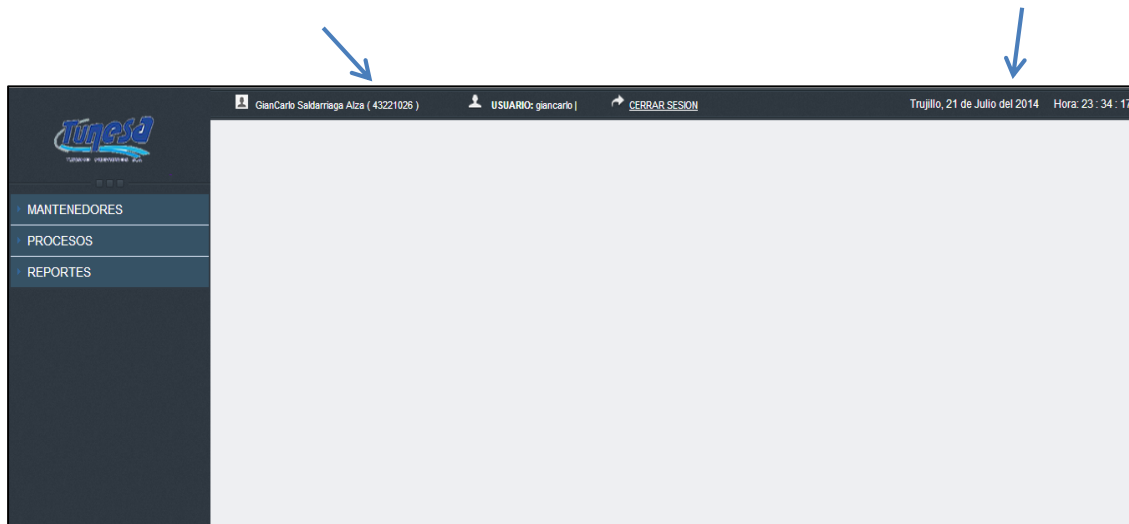 GianCarlo Saldarriaga Alza ( 43221026 ) USUARIO: giancarlo | CERRAR SESION Trujillo, 21 de Julio del 2014 Hora: 23 : 34 : 17
Tunesa
MANTENEDORES
PROCESOS
REPORTES